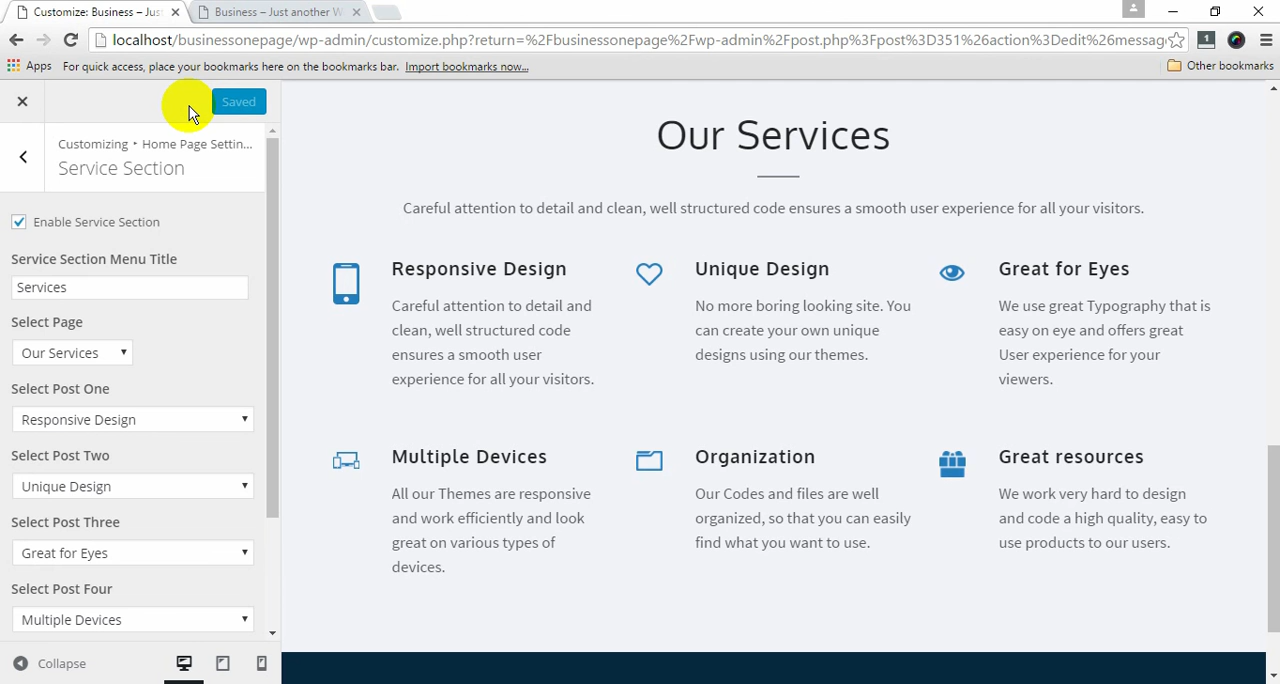 Customize: Business – Jus
Business – Just another W
localhost/businessonepage/wp-admin/customize.php?return=%2Fbusinessonepage%2Fwp-admin%2Fpost.php%3Fpost%3D351%26action%3Dedit%26messag
1
Apps For quick access, place your bookmarks here on the bookmarks bar. Import bookmarks now... Other bookmarks
Saved
Customizing ‣ Home Page Settin...
Service Section
Enable Service Section
Service Section Menu Title
Services
Select Page
Our Services
Select Post One
Responsive Design
Select Post Two
Unique Design
Select Post Three
Great for Eyes
Select Post Four
Multiple Devices
Collapse
Our Services
Careful attention to detail and clean, well structured code ensures a smooth user experience for all your visitors.
Responsive Design
Careful attention to detail and
clean, well structured code
ensures a smooth user
experience for all your visitors.
Unique Design
No more boring looking site. You
can create your own unique
designs using our themes.
Great for Eyes
We use great Typography that is
easy on eye and offers great
User experience for your
viewers.
Multiple Devices
All our Themes are responsive
and work efficiently and look
great on various types of
devices.
Organization
Our Codes and files are well
organized, so that you can easily
find what you want to use.
Great resources
We work very hard to design
and code a high quality, easy to
use products to our users.